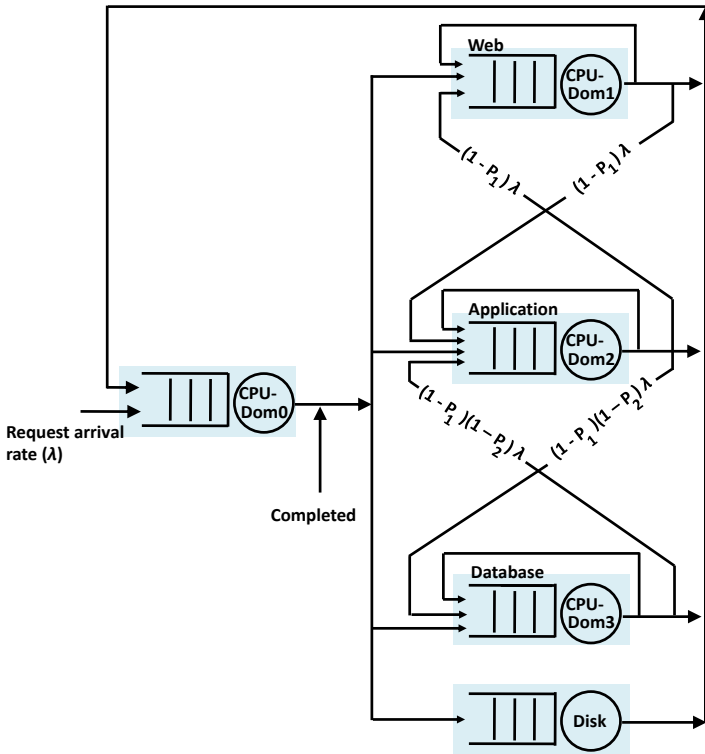 Web
CPU-
Dom1
(1 - P1) λ
(1 - P1) λ
Application
CPU-
Dom2
CPU-
Dom0
Request arrival
rate (λ)
(1 - P1)(1 – P2) λ
(1 - P1)(1 – P2) λ
Completed
Database
CPU-
Dom3
Disk